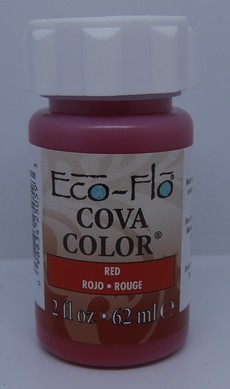 Eco-Flo®
COVA
COLOR®
RED
ROJO • ROUGE
2 fl oz • 62 ml ℮